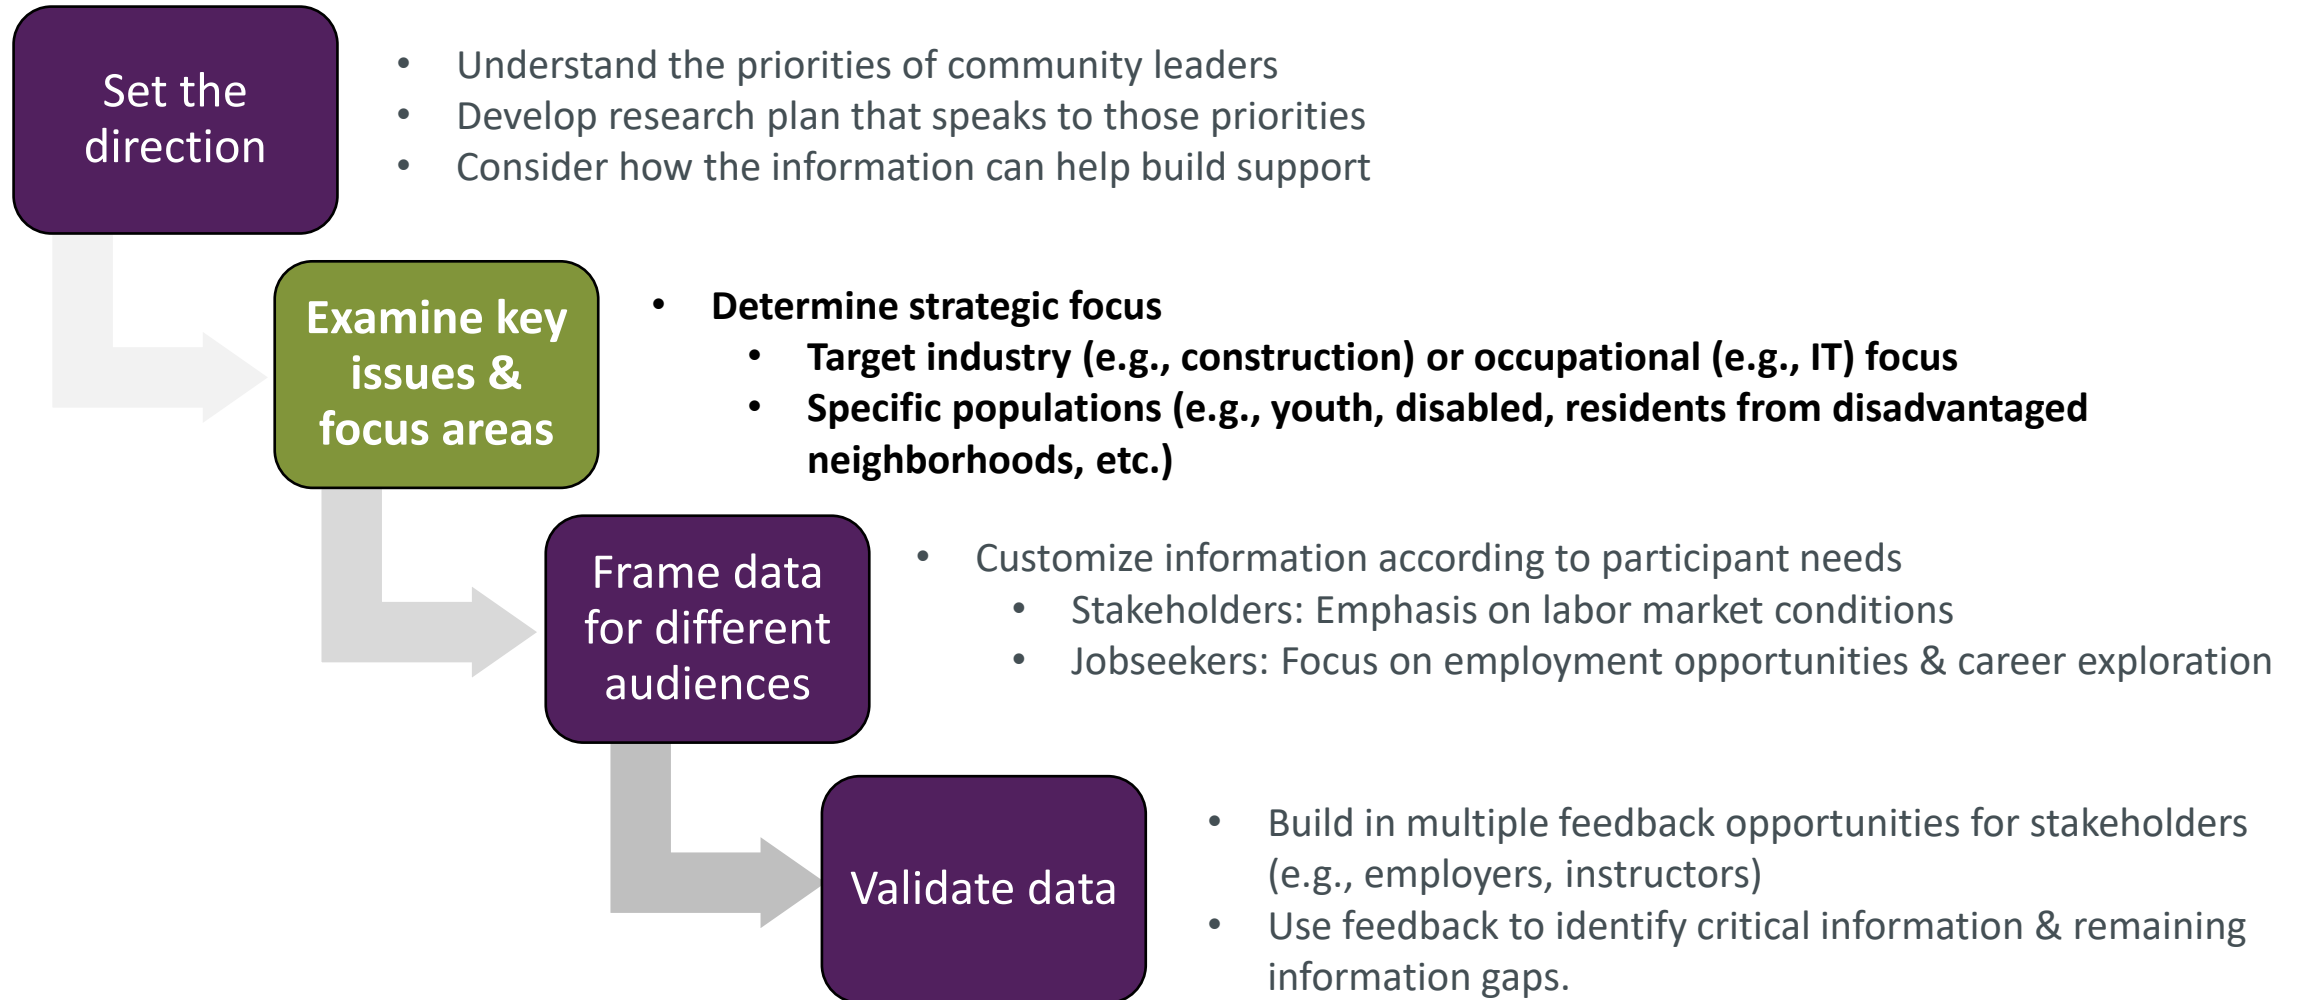 Set the
direction
• Understand the priorities of community leaders
• Develop research plan that speaks to those priorities
• Consider how the information can help build support
Examine key
issues &
focus areas
• Determine strategic focus
• Target industry (e.g., construction) or occupational (e.g., IT) focus
• Specific populations (e.g., youth, disabled, residents from disadvantaged
neighborhoods, etc.)
Frame data
for different
audiences
• Customize information according to participant needs
• Stakeholders: Emphasis on labor market conditions
• Jobseekers: Focus on employment opportunities & career exploration
Validate data
• Build in multiple feedback opportunities for stakeholders
(e.g., employers, instructors)
• Use feedback to identify critical information & remaining
information gaps.